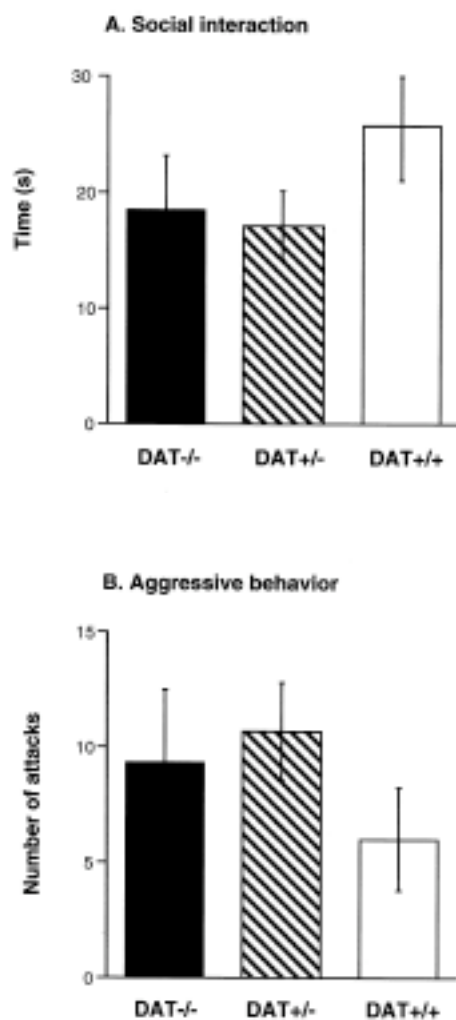 A. Social interaction
30
20
10
0
Time (s)
DAT-/- DAT+/- DAT+/+
B. Aggressive behavior
15
10
5
0
Number of attacks
DAT-/- DAT+/- DAT+/+